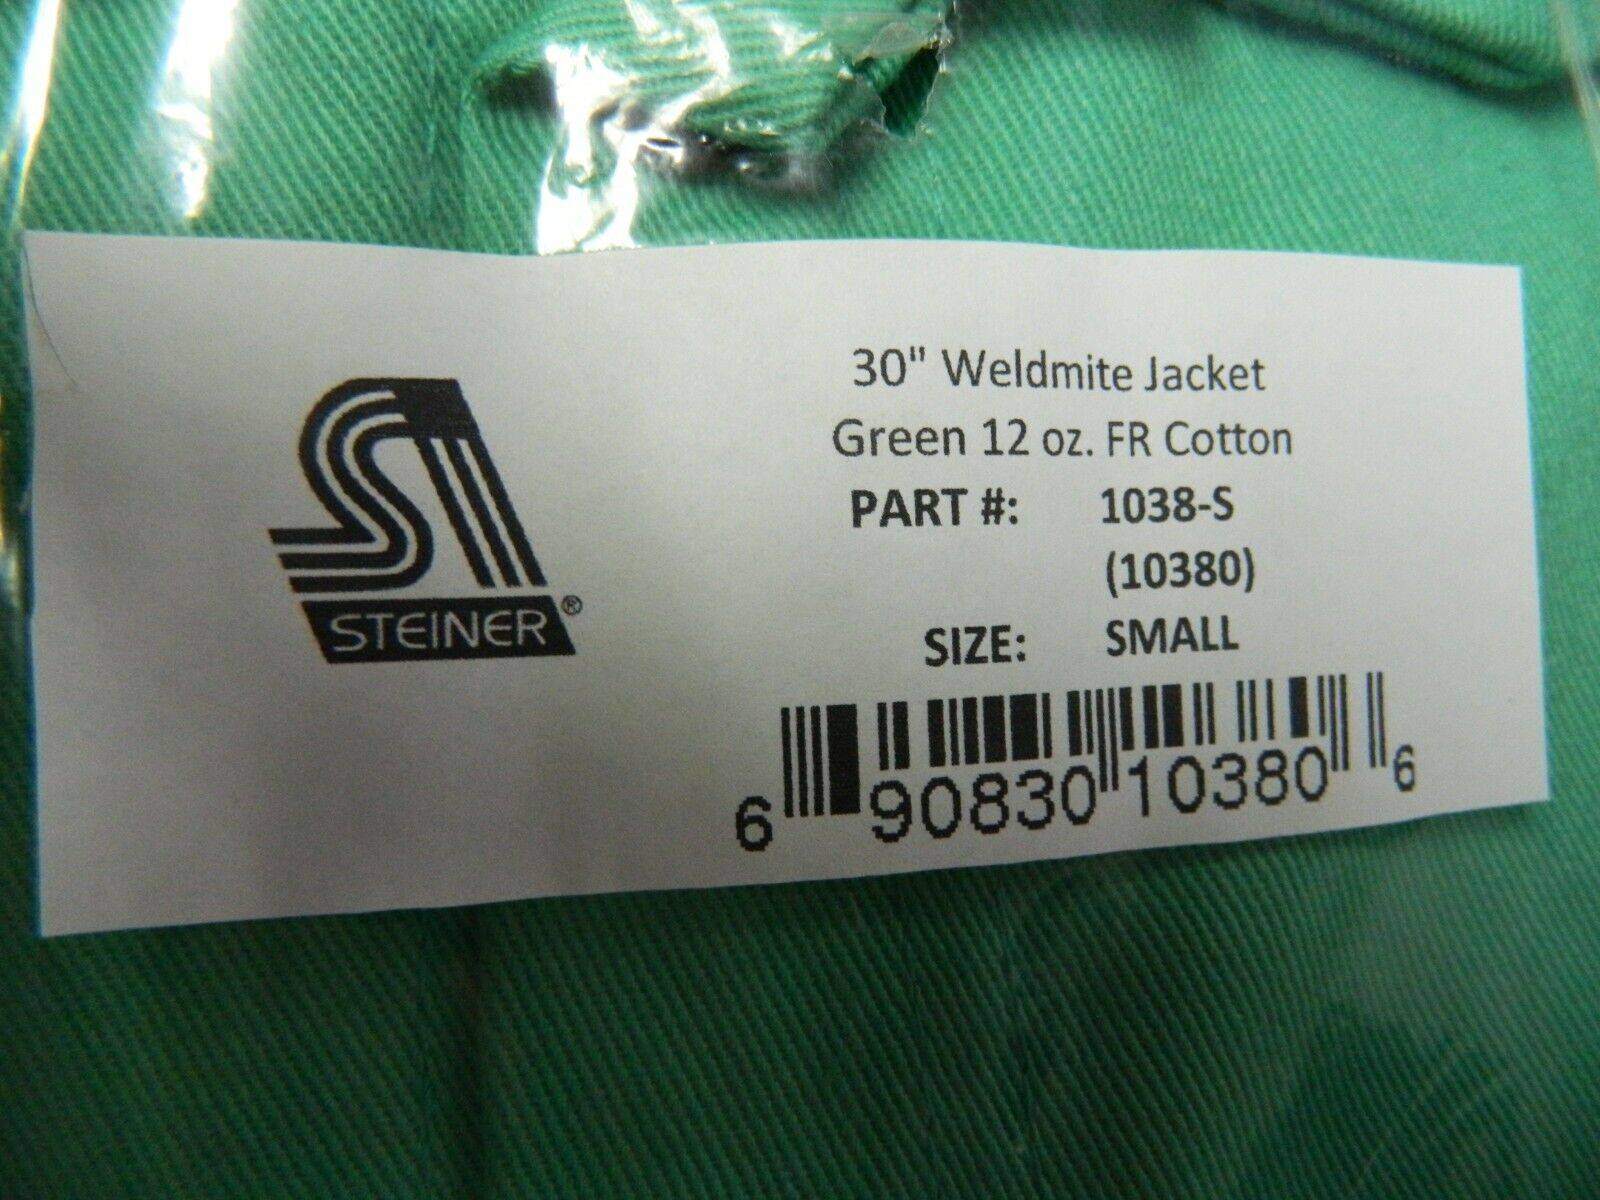 30" Weldmite Jacket
Green 12 oz. FR Cotton
PART #: 1038-S
(10380)
SIZE: SMALL
STEINER®
6 90830 10380 6